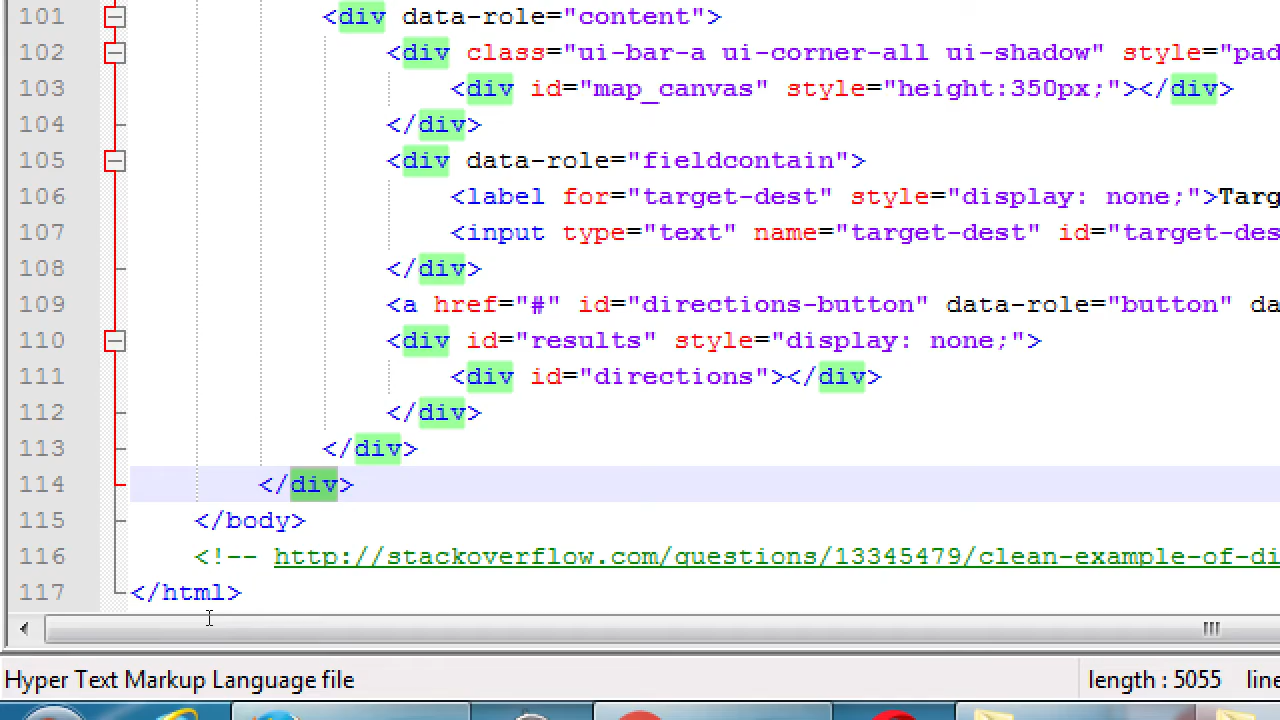 101 <div data-role="content">
102 <div class="ui-bar-a ui-corner-all ui-shadow" style="pad
103 <div id="map_canvas" style="height:350px;"></div>
104 </div>
105 <div data-role="fieldcontain">
106 <label for="target-dest" style="display: none;">Targ
107 <input type="text" name="target-dest" id="target-des
108 </div>
109 <a href="#" id="directions-button" data-role="button" da
110 <div id="results" style="display: none;">
111 <div id="directions"></div>
112 </div>
113 </div>
114 </div>
115 </body>
116 <!-- http://stackoverflow.com/questions/13345479/clean-example-of-di
117 </html>
Hyper Text Markup Language file length : 5055 line